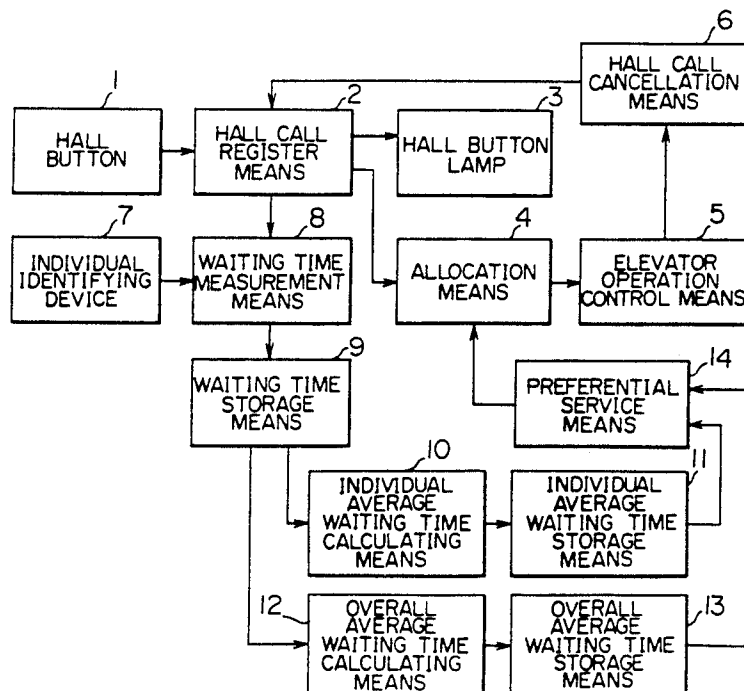 6
HALL CALL
CANCELLATION
MEANS
1
HALL
BUTTON
2
HALL CALL
REGISTER
MEANS
3
HALL BUTTON
LAMP
7
INDIVIDUAL
IDENTIFYING
DEVICE
8
WAITING TIME
MEASUREMENT
MEANS
4
ALLOCATION
MEANS
5
ELEVATOR
OPERATION
CONTROL MEANS
9
WAITING TIME
STORAGE
MEANS
14
PREFERENTIAL
SERVICE
MEANS
10
INDIVIDUAL
AVERAGE
WAITING TIME
CALCULATING
MEANS
11
INDIVIDUAL
AVERAGE
WAITING TIME
STORAGE
MEANS
12
OVERALL
AVERAGE
WAITING TIME
CALCULATING
MEANS
13
OVERALL
AVERAGE
WAITING TIME
STORAGE
MEANS